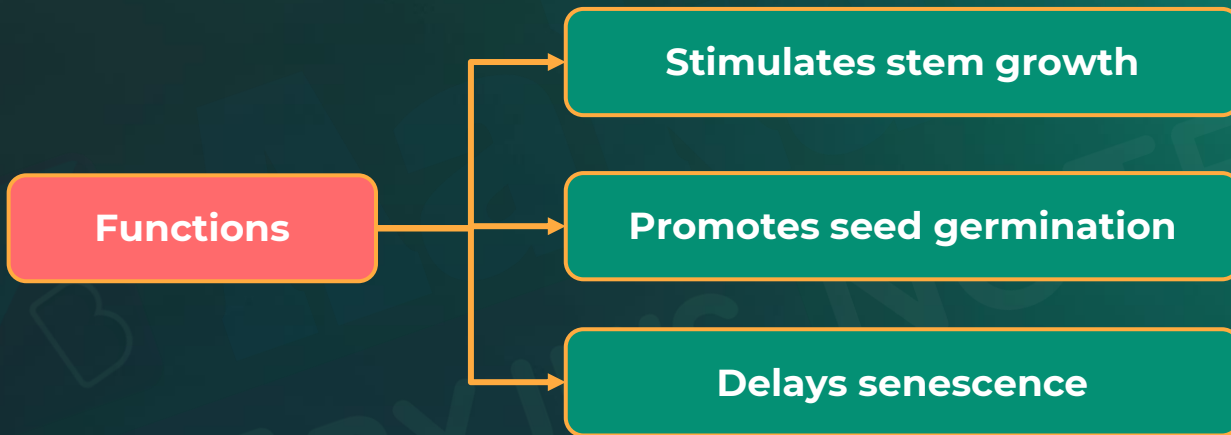 Stimulates stem growth
Functions
Promotes seed germination
Delays senescence